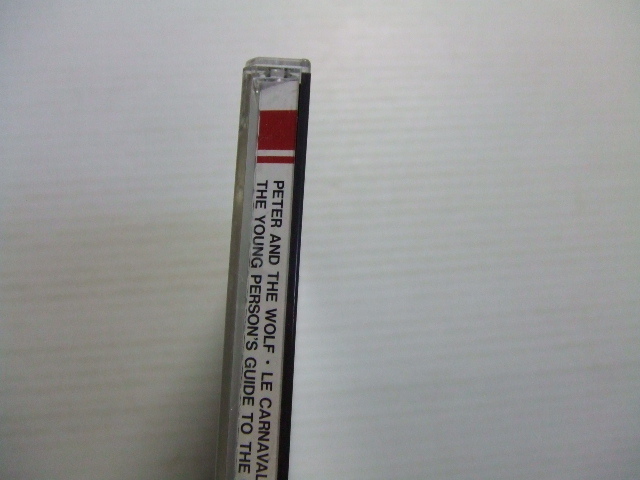 PETER AND THE WOLF · LE CARNAVAL
THE YOUNG PERSON'S GUIDE TO THE